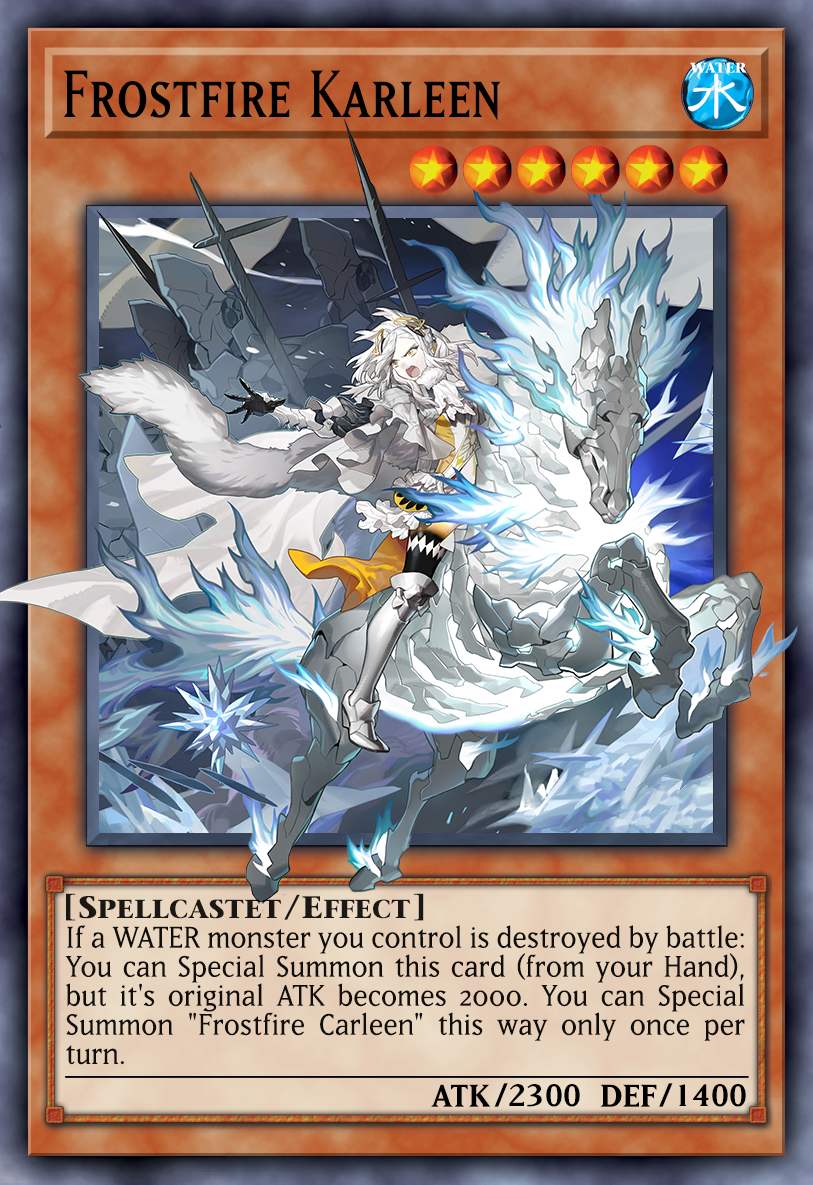 Frostfire Karleen
WATER
水
[Spellcastet/Effect]
If a WATER monster you control is destroyed by battle:
You can Special Summon this card (from your Hand),
but it's original ATK becomes 2000. You can Special
Summon "Frostfire Carleen" this way only once per
turn.
ATK/2300 DEF/1400